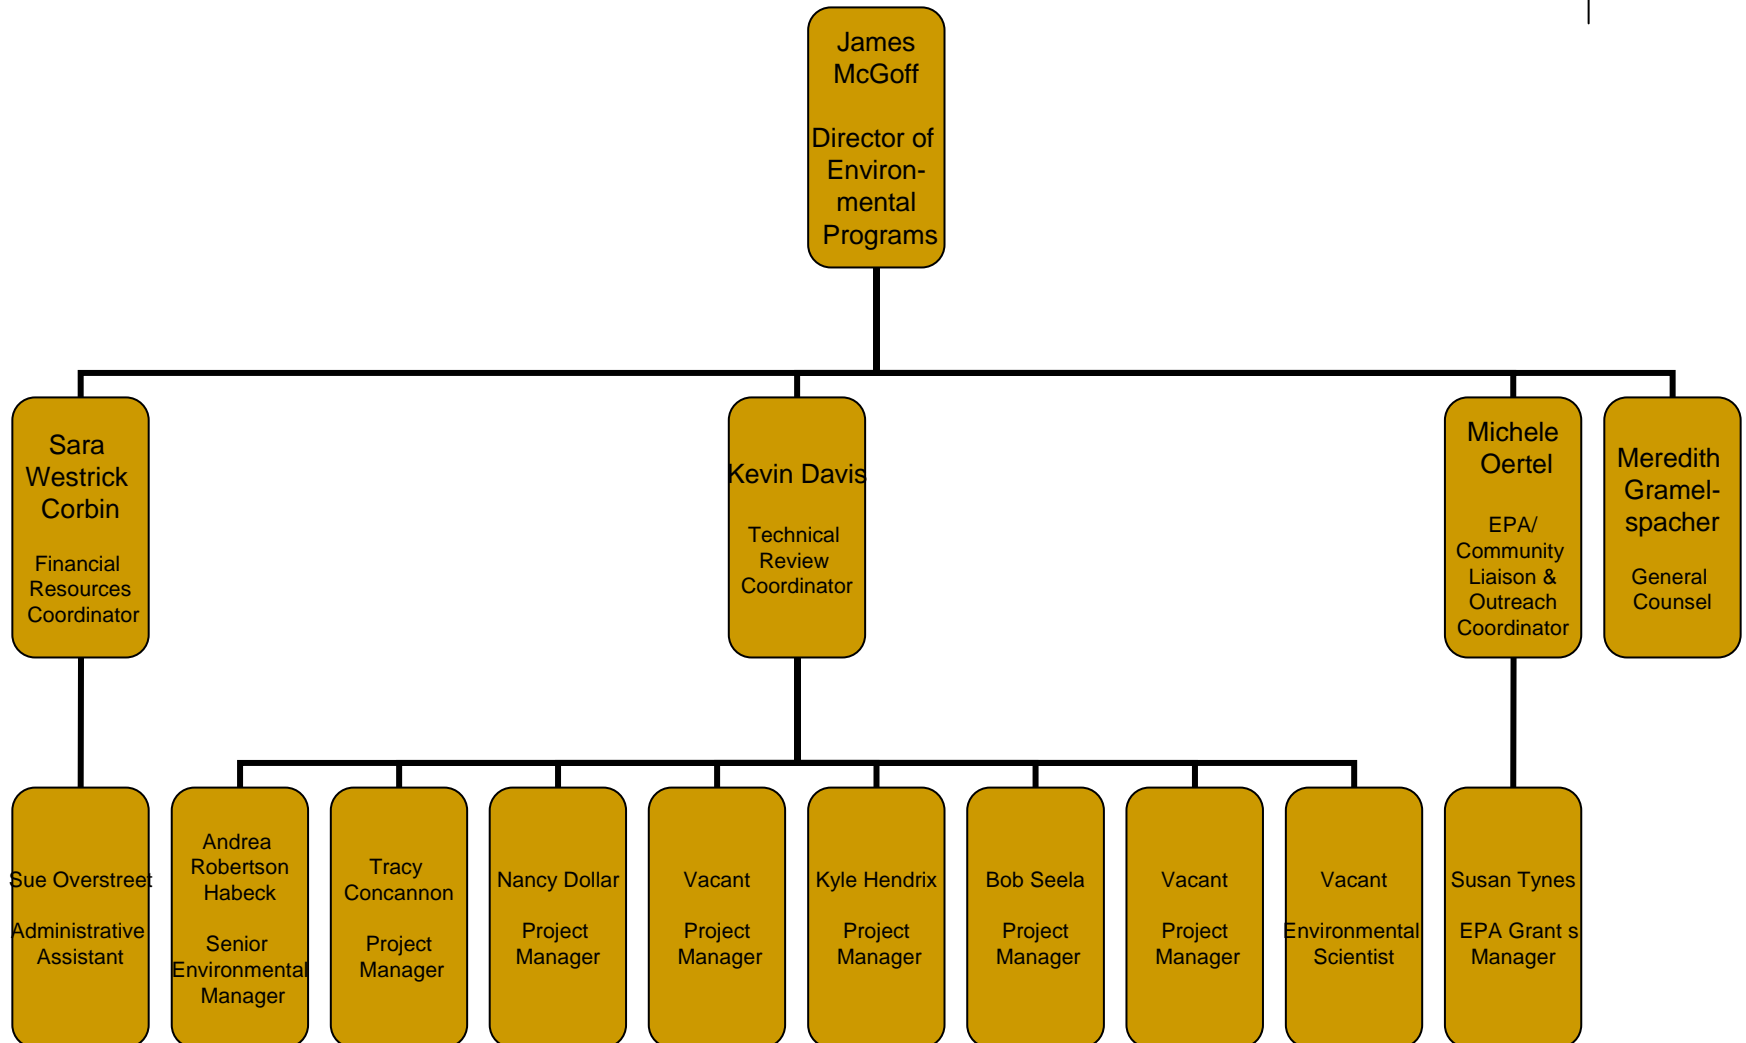 James
McGoff
Director of
Environ-
mental
Programs
Sara
Westrick
Corbin
Financial
Resources
Coordinator
Kevin Davis
Technical
Review
Coordinator
Michele
Oertel
EPA/
Community
Liaison &
Outreach
Coordinator
Meredith
Gramel-
spacher
General
Counsel
Sue Overstreet
Administrative
Assistant
Andrea
Robertson
Habeck
Senior
Environmental
Manager
Tracy
Concannon
Project
Manager
Nancy Dollar
Project
Manager
Vacant
Project
Manager
Kyle Hendrix
Project
Manager
Bob Seela
Project
Manager
Vacant
Project
Manager
Vacant
Environmental
Scientist
Susan Tynes
EPA Grant s
Manager